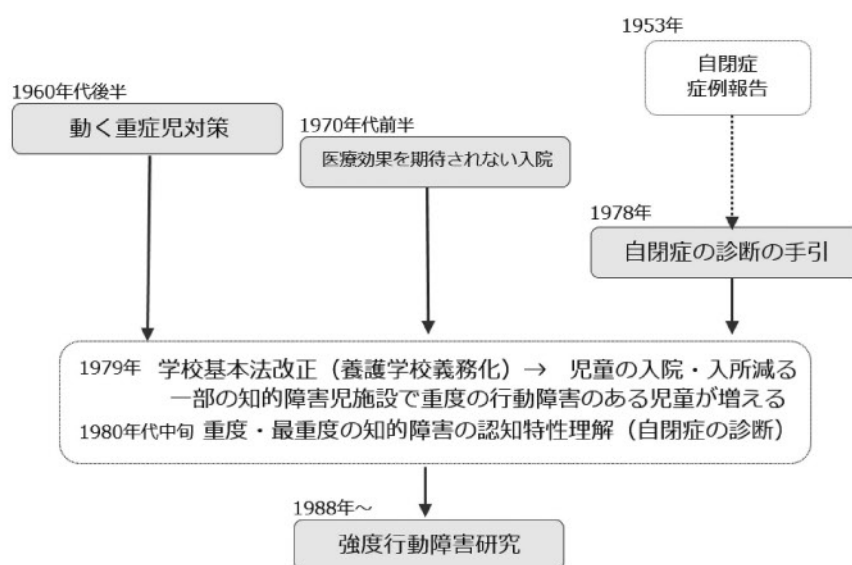 1953年
自閉症
症例報告
1960年代後半
動く重症児対策
1970年代前半
医療効果を期待されない入院
1978年
自閉症の診断の手引
1979年 学校基本法改正（養護学校義務化）→ 児童の入院・入所減る
一部の知的障害児施設で重度の行動障害のある児童が増える
1980年代中旬 重度・最重度の知的障害の認知特性理解（自閉症の診断）
1988年～
強度行動障害研究